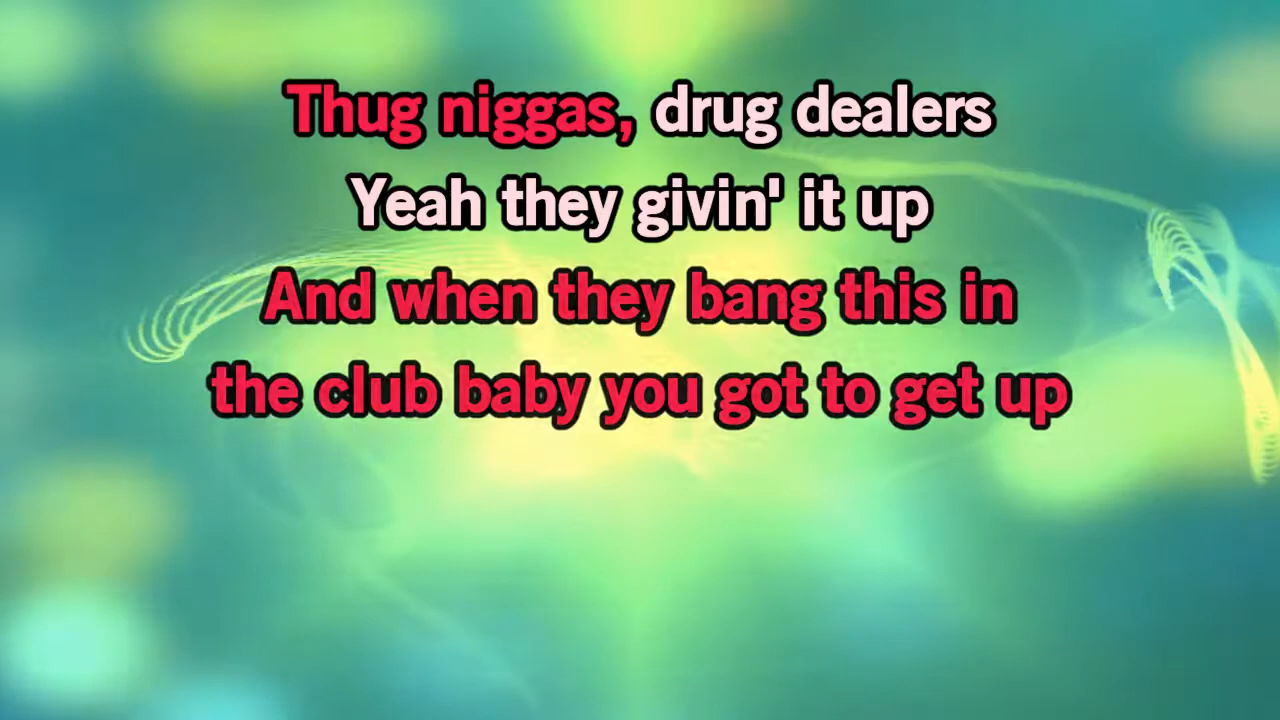 Thug niggas, drug dealers
Yeah they givin' it up
And when they bang this in
the club baby you got to get up